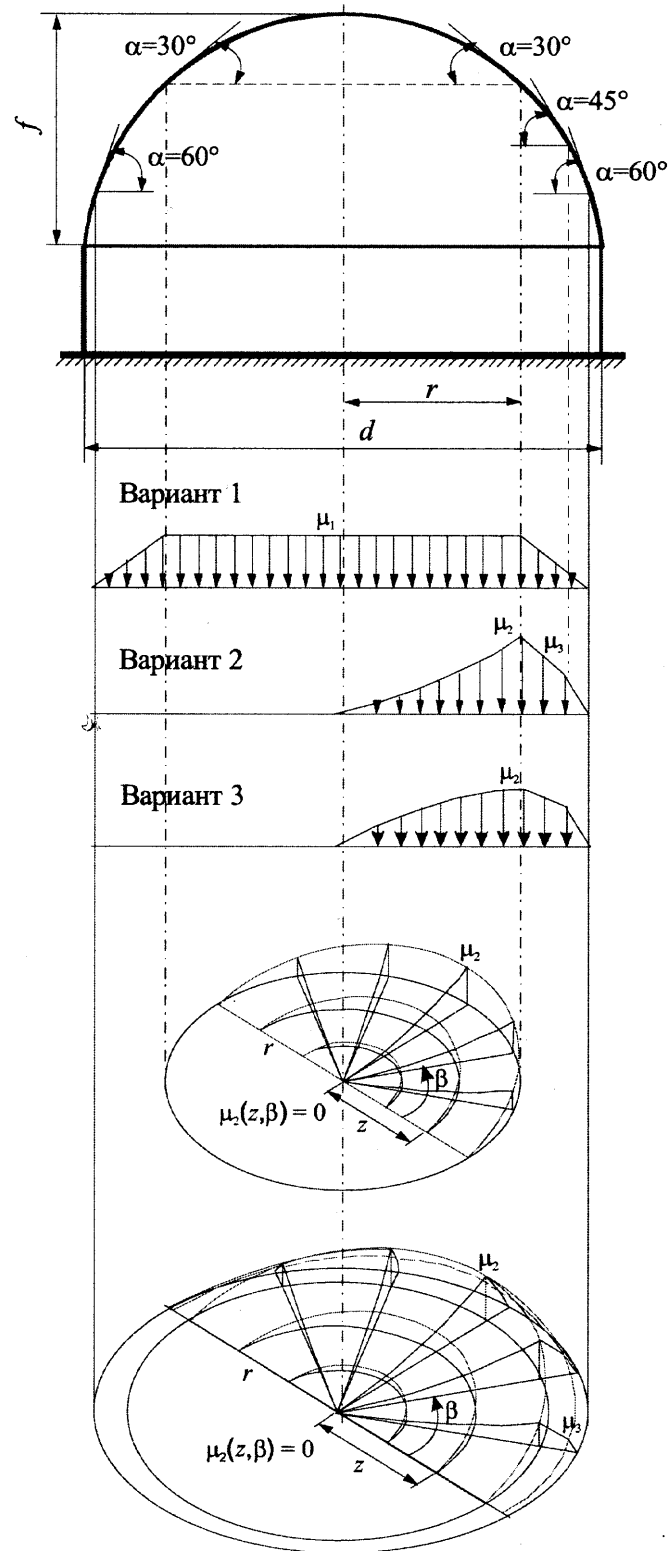 α=30°
α=30°
α=45°
f
α=60°
α=60°
r
d
Вариант 1
μ₁
Вариант 2
μ₂
μ₃
Вариант 3
μ₂
μ₂
r
β
μ₂(z,β) = 0
z
μ₂
r
β
μ₃
μ₂(z,β) = 0
z